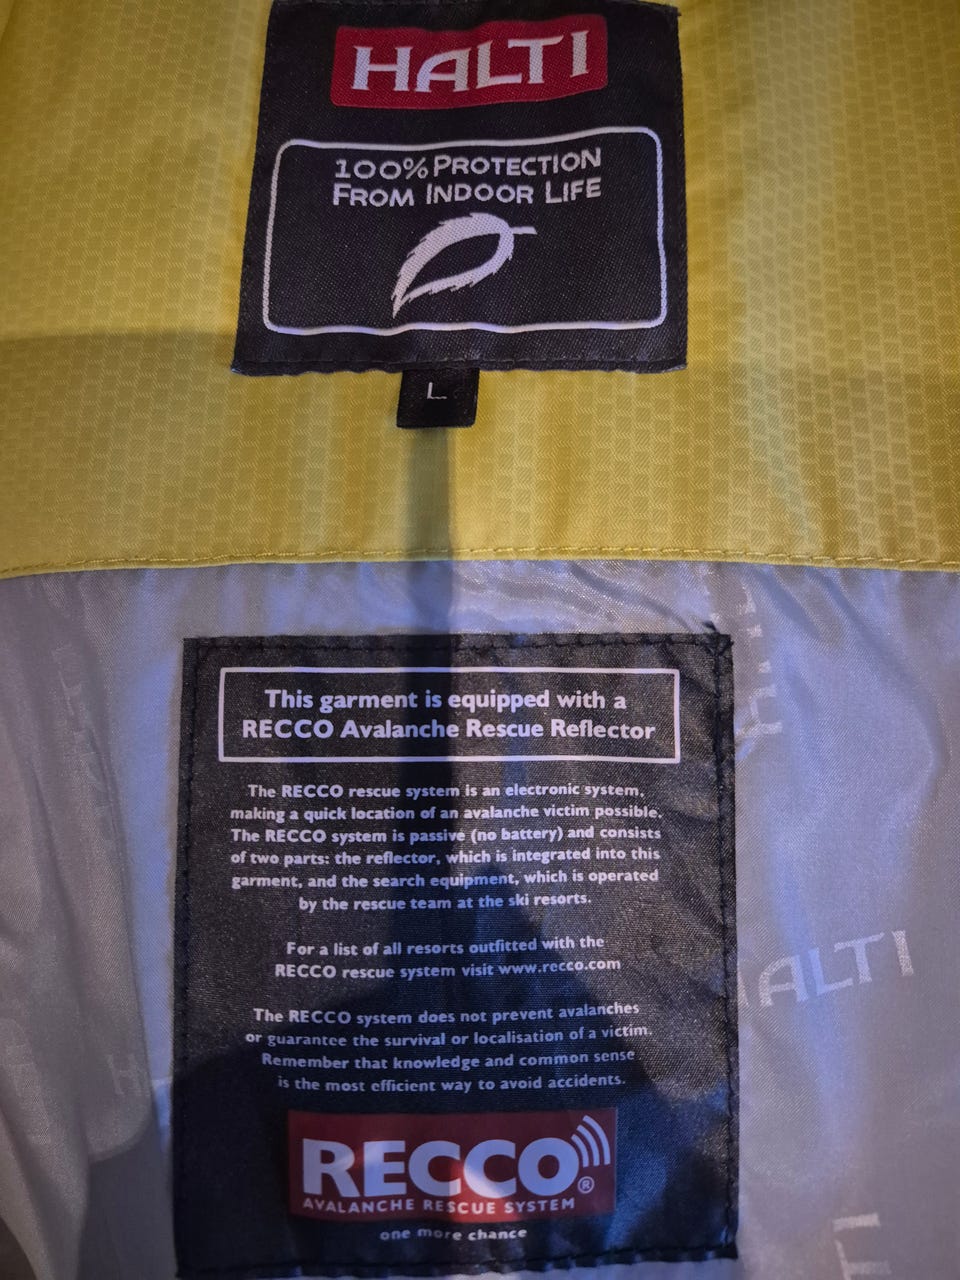 HALTI
100% PROTECTION
FROM INDOOR LIFE
L
This garment is equipped with a
RECCO Avalanche Rescue Reflector
The RECCO rescue system is an electronic system,
making a quick location of an avalanche victim possible.
The RECCO system is passive (no battery) and consists
of two parts: the reflector, which is integrated into this
garment, and the search equipment, which is operated
by the rescue team at the ski resorts.
For a list of all resorts outfitted with the
RECCO rescue system visit www.recco.com
HALTI
The RECCO system does not prevent avalanches
or guarantee the survival or localisation of a victim.
Remember that knowledge and common sense
is the most efficient way to avoid accidents.
RECCO®
AVALANCHE RESCUE SYSTEM
one more chance